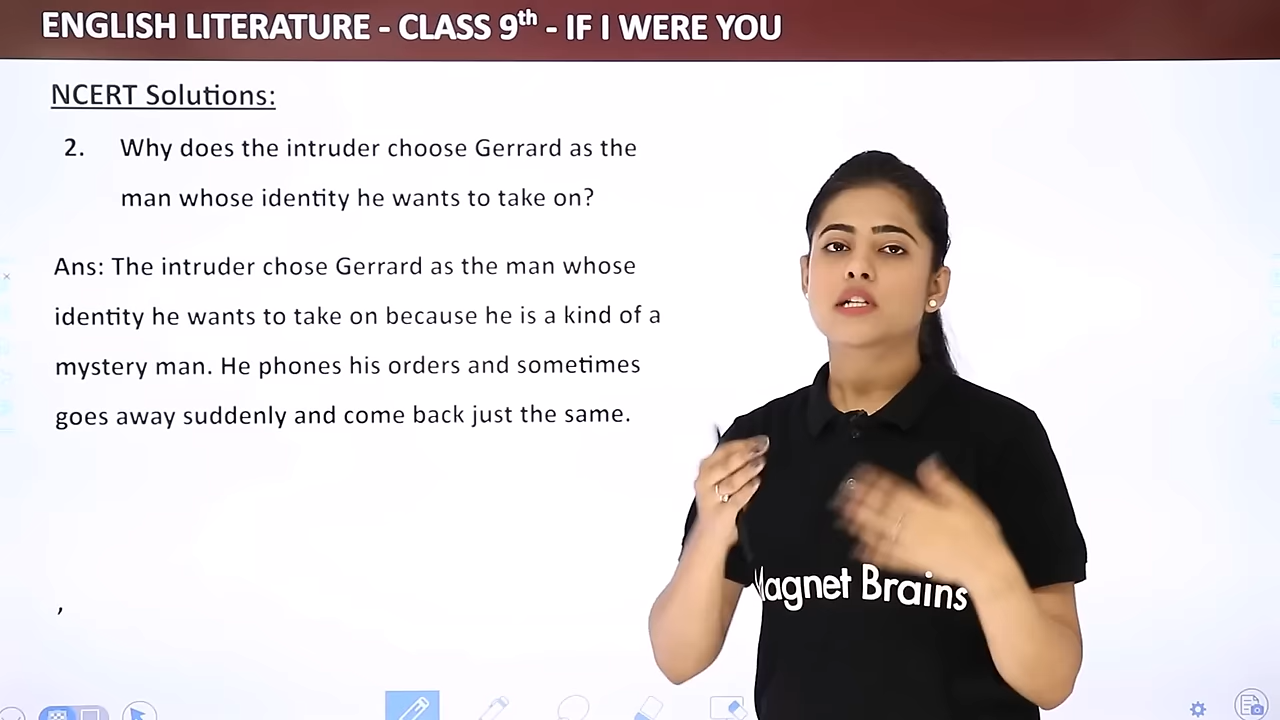 ENGLISH LITERATURE - CLASS 9th - IF I WERE YOU
NCERT Solutions:
2. Why does the intruder choose Gerrard as the
man whose identity he wants to take on?
Ans: The intruder chose Gerrard as the man whose
identity he wants to take on because he is a kind of a
mystery man. He phones his orders and sometimes
goes away suddenly and come back just the same.
,
Magnet Brains